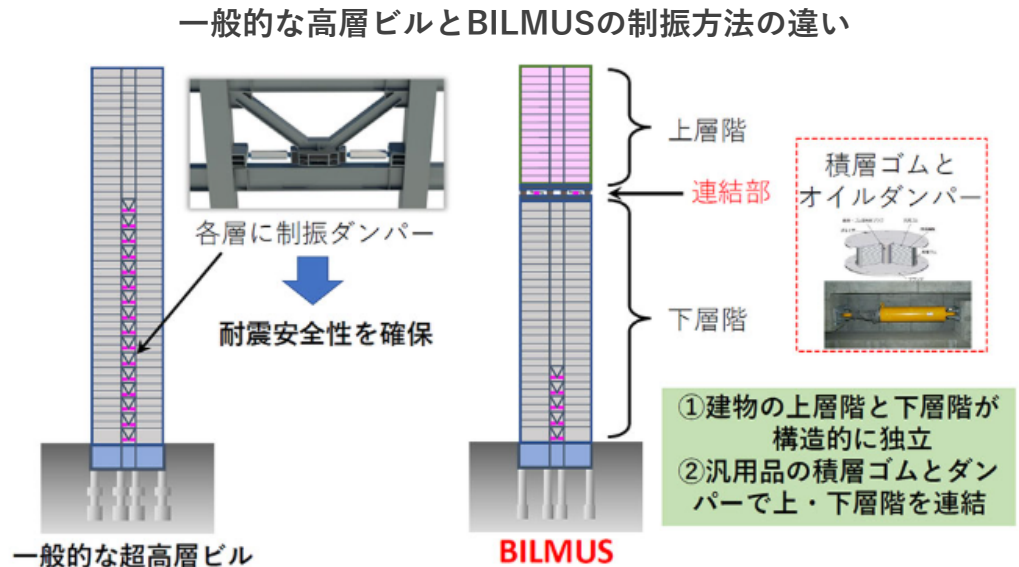 一般的な高層ビルとBILMUSの制振方法の違い
各層に制振ダンパー
耐震安全性を確保
一般的な超高層ビル
上層階
連結部
下層階
BILMUS
積層ゴムと
オイルダンパー
①建物の上層階と下層階が
構造的に独立
②汎用品の積層ゴムとダン
パーで上・下層階を連結